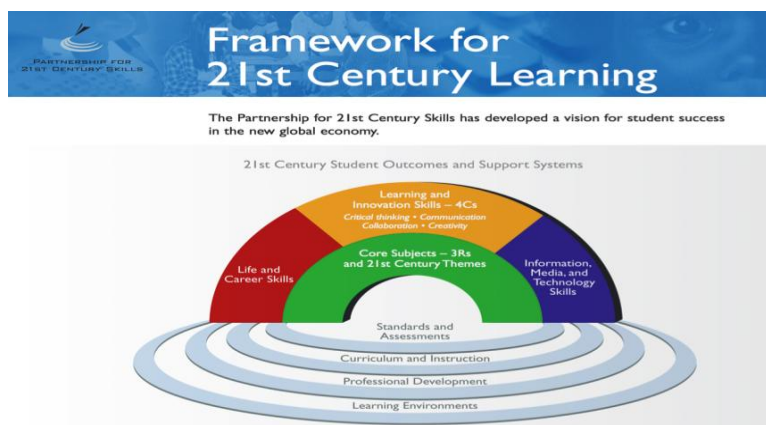 PARTNERSHIP FOR
21ST CENTURY SKILLS
Framework for
21st Century Learning
The Partnership for 21st Century Skills has developed a vision for student success
in the new global economy.
21st Century Student Outcomes and Support Systems
Learning and
Innovation Skills – 4Cs
Critical thinking • Communication
Collaboration • Creativity
Core Subjects – 3Rs
and 21st Century Themes
Life and
Career Skills
Information,
Media, and
Technology
Skills
Standards and
Assessments
Curriculum and Instruction
Professional Development
Learning Environments